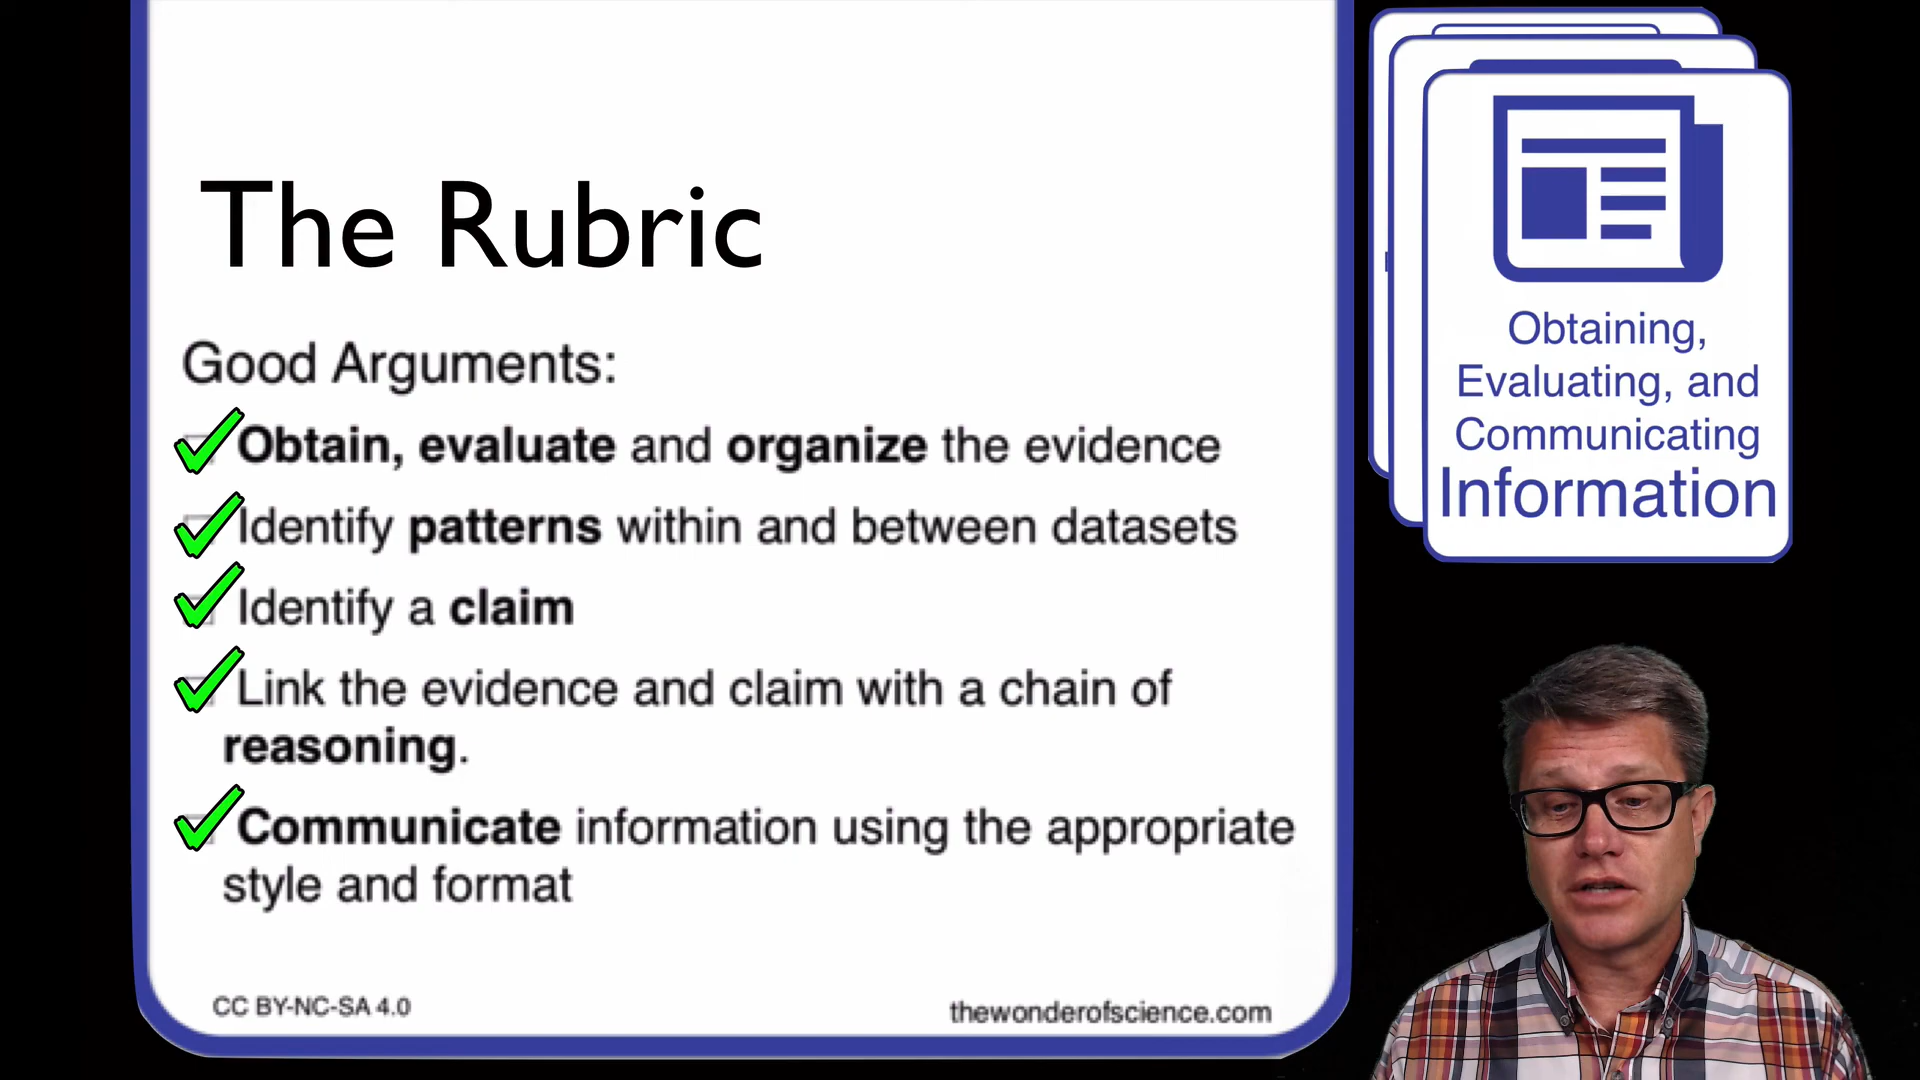 The Rubric
Good Arguments:
Obtain, evaluate and organize the evidence
Identify patterns within and between datasets
Identify a claim
Link the evidence and claim with a chain of
reasoning.
Communicate information using the appropriate
style and format
CC BY-NC-SA 4.0
thewonderofscience.com
Obtaining,
Evaluating, and
Communicating
Information